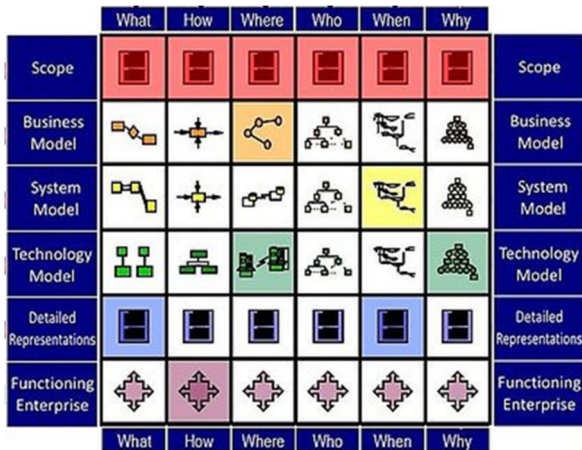 What How Where Who When Why
Scope Scope
Business Business
Model Model
System System
Model Model
Technology Technology
Model Model
Detailed Detailed
Representations Representations
Functioning Functioning
Enterprise Enterprise
What How Where Who When Why